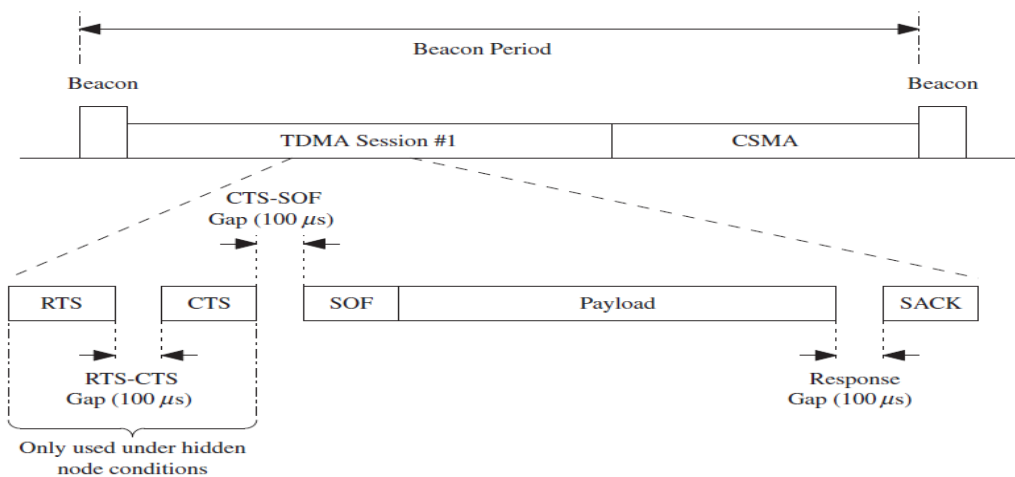 Beacon Period
Beacon
Beacon
TDMA Session #1
CSMA
CTS-SOF
Gap (100 μs)
RTS
CTS
SOF
Payload
SACK
RTS-CTS
Gap (100 μs)
Response
Gap (100 μs)
Only used under hidden
node conditions